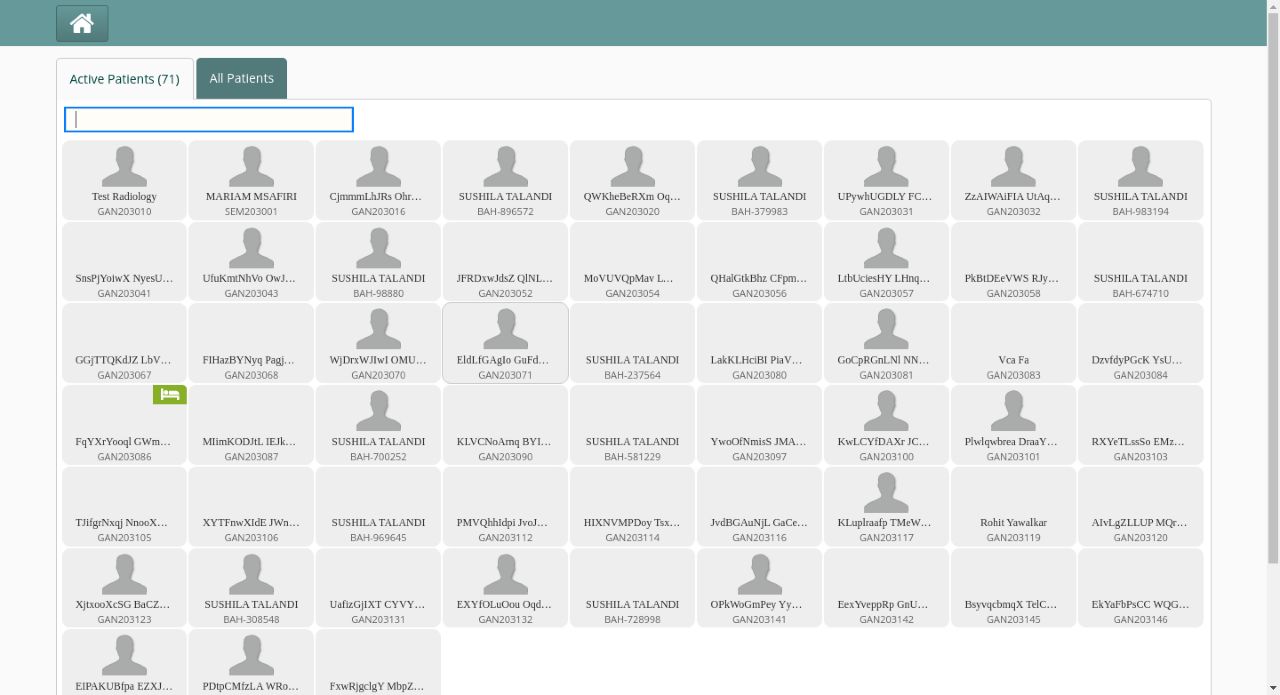 Active Patients (71) All Patients
Test Radiology MARIAM MSAFIRI CjmmmLhJRs Ohr… SUSHILA TALANDI QWKheBeRXm Oq… SUSHILA TALANDI UPywhUGDLY FC… ZzAIWAiFIA UtAq… SUSHILA TALANDI
GAN203010 SEM203001 GAN203016 BAH-896572 GAN203020 BAH-379983 GAN203031 GAN203032 BAH-983194
SnsPjYoiwX NyesU… UfuKmtNhVo OwJ… SUSHILA TALANDI JFRDxwJdsZ QlNL… MoVUVQpMav L… QHalGtkBhz CFpm… LtbUciesHY LHnq… PkBtDEeVWS RJy… SUSHILA TALANDI
GAN203041 GAN203043 BAH-98880 GAN203052 GAN203054 GAN203056 GAN203057 GAN203058 BAH-674710
GGjTTQKdJZ LbV… FIHazBYNyq Pagj… WjDrxWJIwI OMU… EldLfGAgIo GuFd… SUSHILA TALANDI LakKLHciBI PiaV… GoCpRGnLNl NN… Vca Fa DzvfdyPGcK YsU…
GAN203067 GAN203068 GAN203070 GAN203071 BAH-237564 GAN203080 GAN203081 GAN203083 GAN203084
FqYXrYooql GWm… MIimKODJtL IEJk… SUSHILA TALANDI KLVCNoArnq BYI… SUSHILA TALANDI YwoOfNmisS JMA… KwLCYfDAXr JC… Plwlqwbrea DraaY… RXYeTLssSo EMz…
GAN203086 GAN203087 BAH-700252 GAN203090 BAH-581229 GAN203097 GAN203100 GAN203101 GAN203103
TJifgrNxqj NnooX… XYTFnwXIdE JWn… SUSHILA TALANDI PMVQhhIdpi JvoJ… HIXNVMPDoy Tsx… JvdBGAuNjL GaCe… KLuplraafp TMeW… Rohit Yawalkar AIvLgZLLUP MQr…
GAN203105 GAN203106 BAH-969645 GAN203112 GAN203114 GAN203116 GAN203117 GAN203119 GAN203120
XjtxooXcSG BaCZ… SUSHILA TALANDI UafizGjIXT CYVY… EXYfOLuOou Oqd… SUSHILA TALANDI OPkWoGmPey Yy… EexYveppRp GnU… BsyvqcbmqX TelC… EkYaFbPsCC WQG…
GAN203123 BAH-308548 GAN203131 GAN203132 BAH-728998 GAN203141 GAN203142 GAN203145 GAN203146
EIPAKUBfpa EZXJ… PDtpCMfzLA WRo… FxwRjgclgY MbpZ…